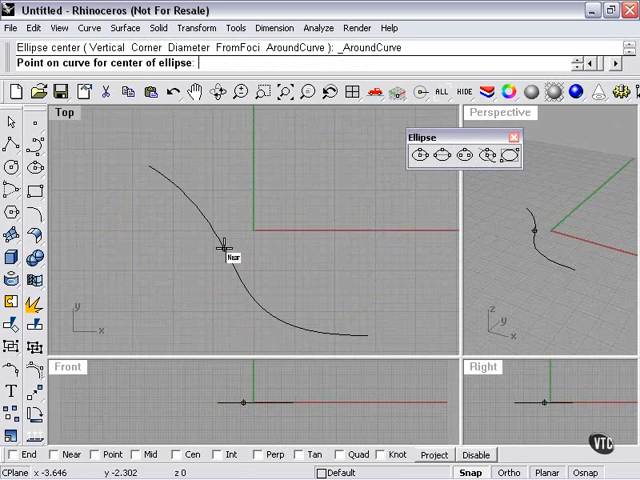 Untitled - Rhinoceros (Not For Resale)
File Edit View Curve Surface Solid Transform Tools Dimension Analyze Render Help
Ellipse center ( Vertical Corner Diameter FromFoci AroundCurve ): _AroundCurve
Point on curve for center of ellipse:
ALL HIDE
Top
Perspective
Ellipse
Near
y
x
z
y
x
Front
Right
T
VTC
End Near Point Mid Cen Int Perp Tan Quad Knot Project Disable
CPlane x -3.646 y -2.302 z 0 Default Snap Ortho Planar Osnap